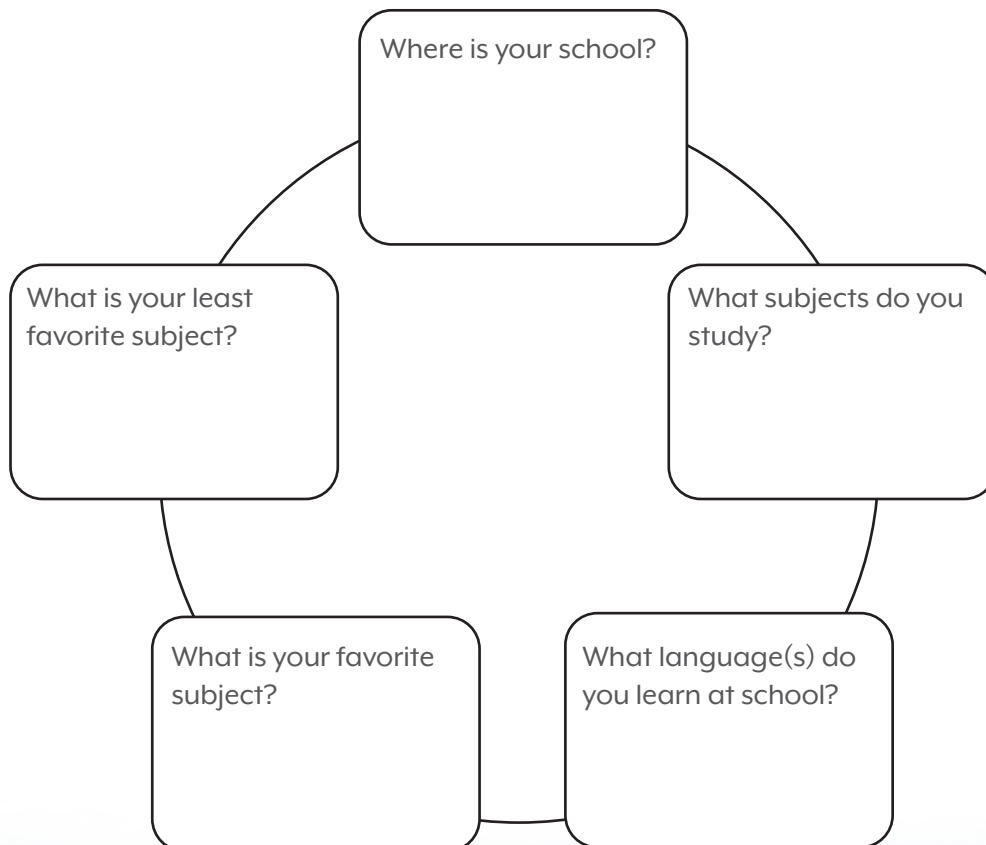 Where is your school?
What is your least
favorite subject?
What subjects do you
study?
What is your favorite
subject?
What language(s) do
you learn at school?